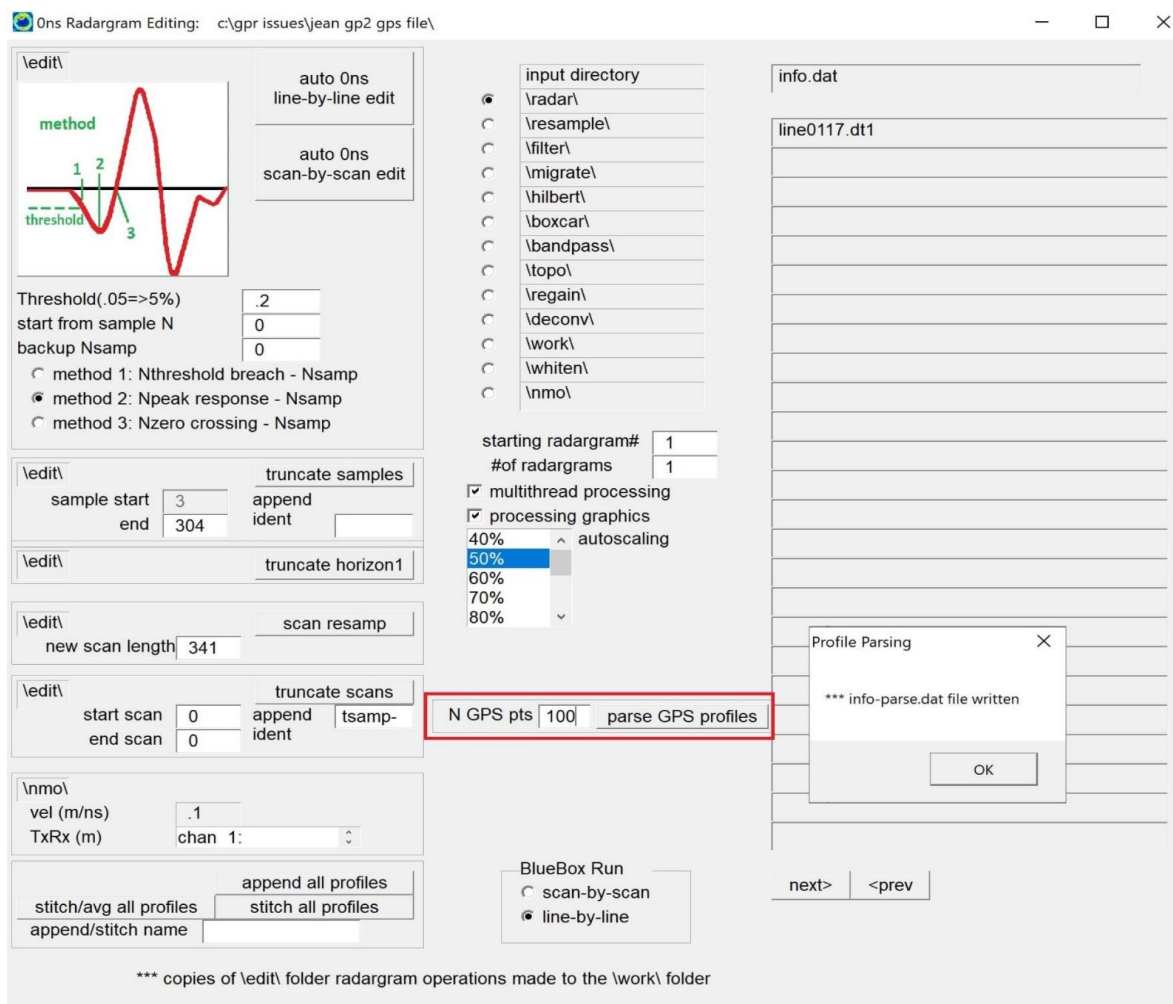 0ns Radargram Editing: c:\gpr issues\jean gp2 gps file\
\edit\
method
1 2
threshold
3
auto 0ns
line-by-line edit
auto 0ns
scan-by-scan edit
Threshold(.05=>5%) .2
start from sample N 0
backup Nsamp 0
method 1: Nthreshold breach - Nsamp
method 2: Npeak response - Nsamp
method 3: Nzero crossing - Nsamp
\edit\ truncate samples
sample start 3 append
end 304 ident
\edit\ truncate horizon1
\edit\ scan resamp
new scan length 341
\edit\ truncate scans
start scan 0 append tsamp-
end scan 0 ident
\nmo\
vel (m/ns) .1
TxRx (m) chan 1:
append all profiles
stitch/avg all profiles stitch all profiles
append/stitch name
input directory
\radar\
\resample\
\filter\
\migrate\
\hilbert\
\boxcar\
\bandpass\
\topo\
\regain\
\deconv\
\work\
\whiten\
\nmo\
starting radargram# 1
#of radargrams 1
multithread processing
processing graphics
40% autoscaling
50%
60%
70%
80%
N GPS pts 100 parse GPS profiles
BlueBox Run
scan-by-scan
line-by-line
info.dat
line0117.dt1
Profile Parsing
*** info-parse.dat file written
OK
next> <prev
*** copies of \edit\ folder radargram operations made to the \work\ folder